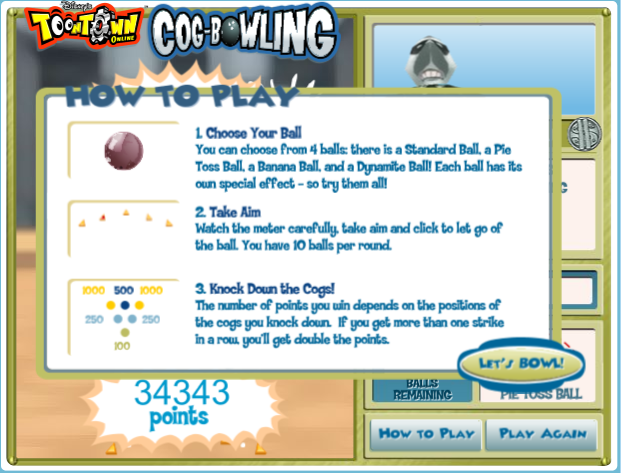 Disney's
TOONTOWN
ONLINE
COG-BOWLING
HOW TO PLAY
1. Choose Your Ball
You can choose from 4 balls: there is a Standard Ball, a Pie
Toss Ball, a Banana Ball, and a Dynamite Ball! Each ball has its
own special effect - so try them all!
2. Take Aim
Watch the meter carefully, take aim and click to let go of
the ball. You have 10 balls per round.
1000 500 1000
250 250
100
3. Knock Down the Cogs!
The number of points you win depends on the positions of
the cogs you knock down. If you get more than one strike
in a row, you'll get double the points.
LET'S BOWL!
34343
points
BALLS
REMAINING
PIE TOSS BALL
HOW TO PLAY
PLAY AGAIN